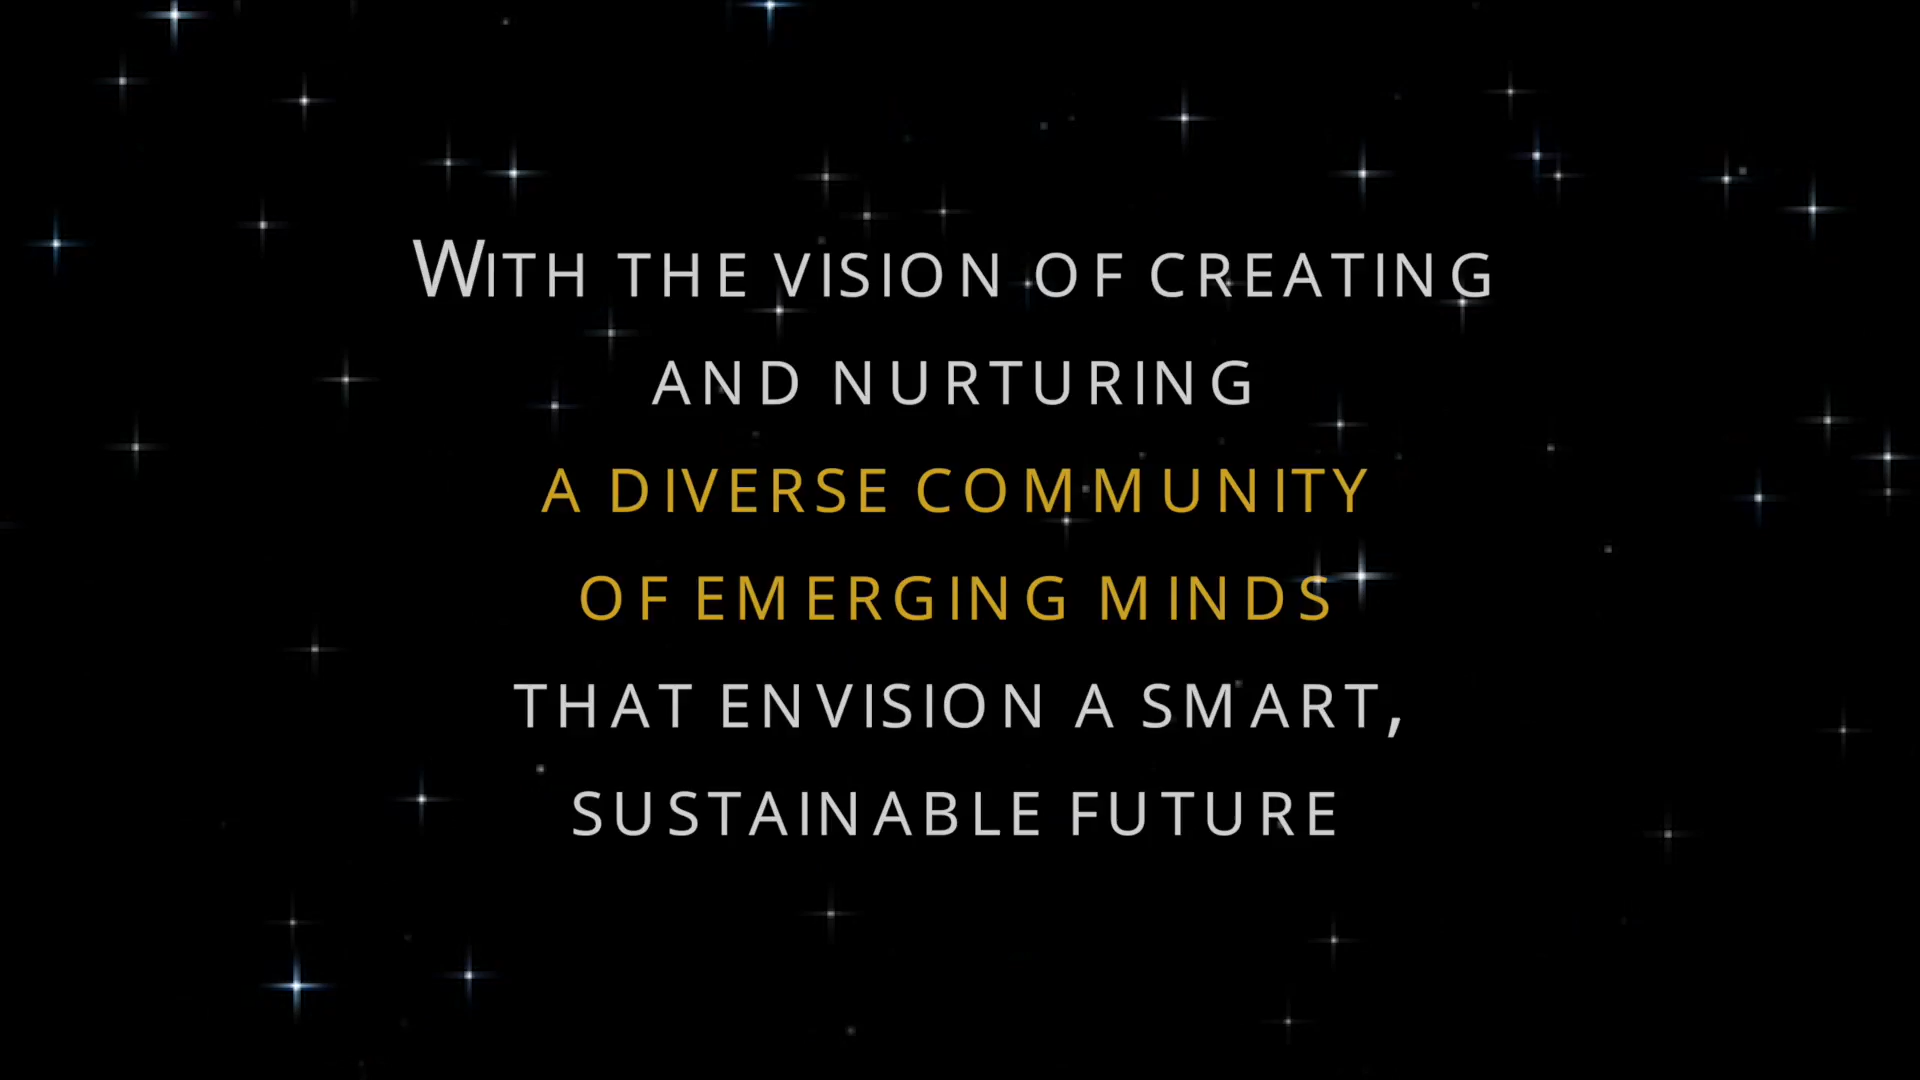 With the vision of creating
and nurturing
a diverse community
of emerging minds
that envision a smart,
sustainable future